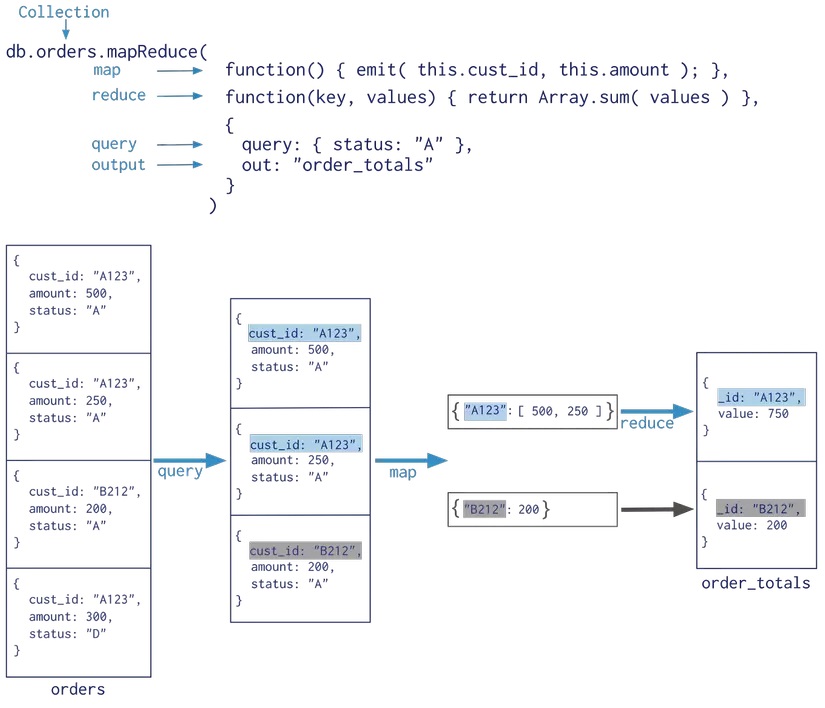 Collection
db.orders.mapReduce(
map function() { emit( this.cust_id, this.amount ); },
reduce function(key, values) { return Array.sum( values ) },
{
query query: { status: "A" },
output out: "order_totals"
}
)
{
cust_id: "A123",
amount: 500,
status: "A"
}
{
cust_id: "A123",
amount: 250,
status: "A"
}
{
cust_id: "B212",
amount: 200,
status: "A"
}
{
cust_id: "A123",
amount: 300,
status: "D"
}
orders
query
{
cust_id: "A123",
amount: 500,
status: "A"
}
{
cust_id: "A123",
amount: 250,
status: "A"
}
{
cust_id: "B212",
amount: 200,
status: "A"
}
map
{"A123": [ 500, 250 ]}
{"B212": 200}
reduce
{
_id: "A123",
value: 750
}
{
_id: "B212",
value: 200
}
order_totals